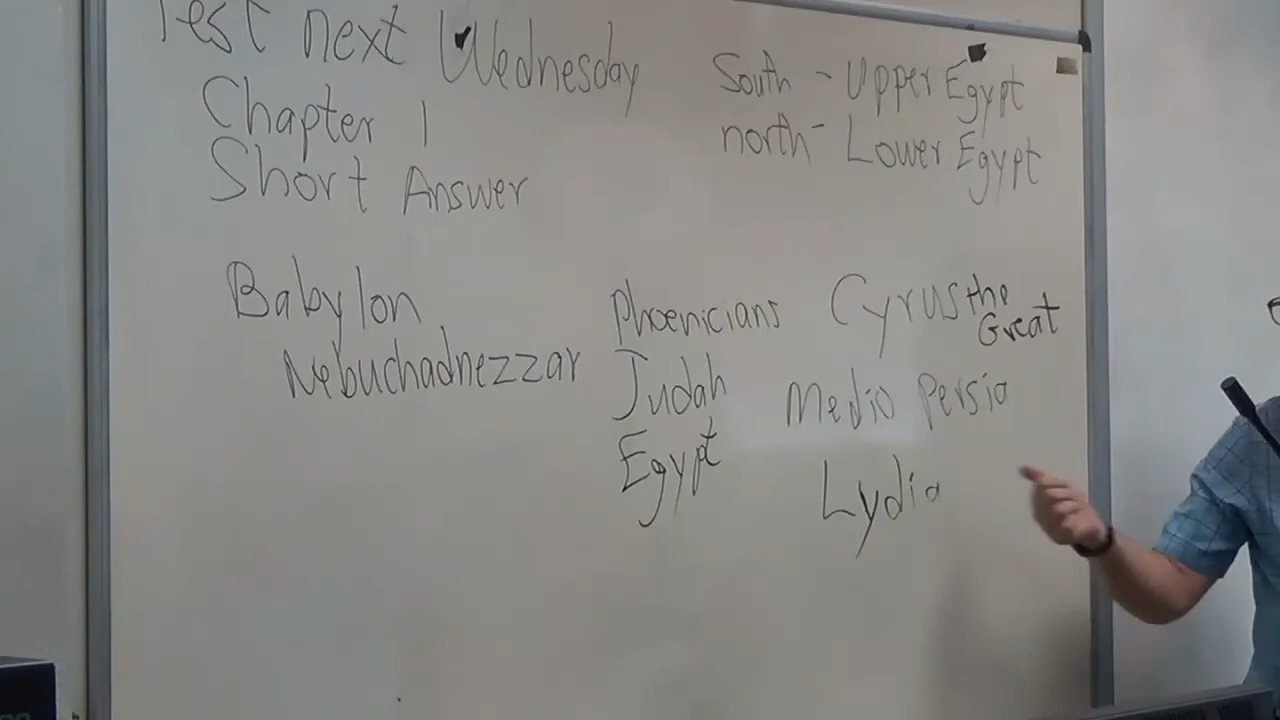 Test next Wednesday
Chapter 1
Short Answer
South - Upper Egypt
north - Lower Egypt
Babylon
Nebuchadnezzar
Phoenicians
Judah
Egypt
Cyrus the
Great
Medio Persia
Lydia